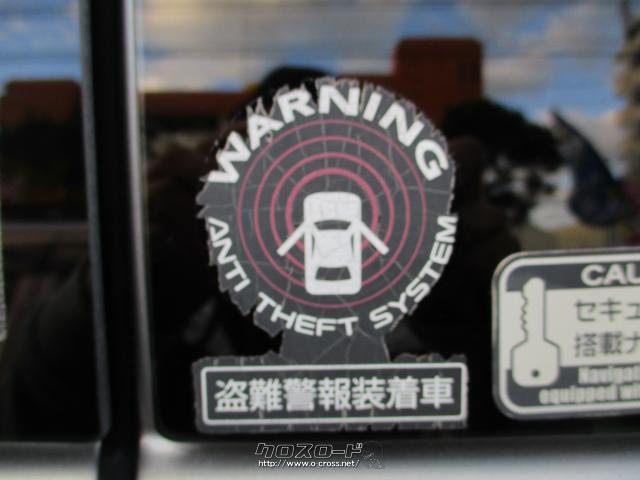 WARNING
ANTI THEFT SYSTEM
盗難警報装着車
CAU
セキュ
搭載ナ
Navigat
equipped wi
クロスロード
http://www.o-cross.net/